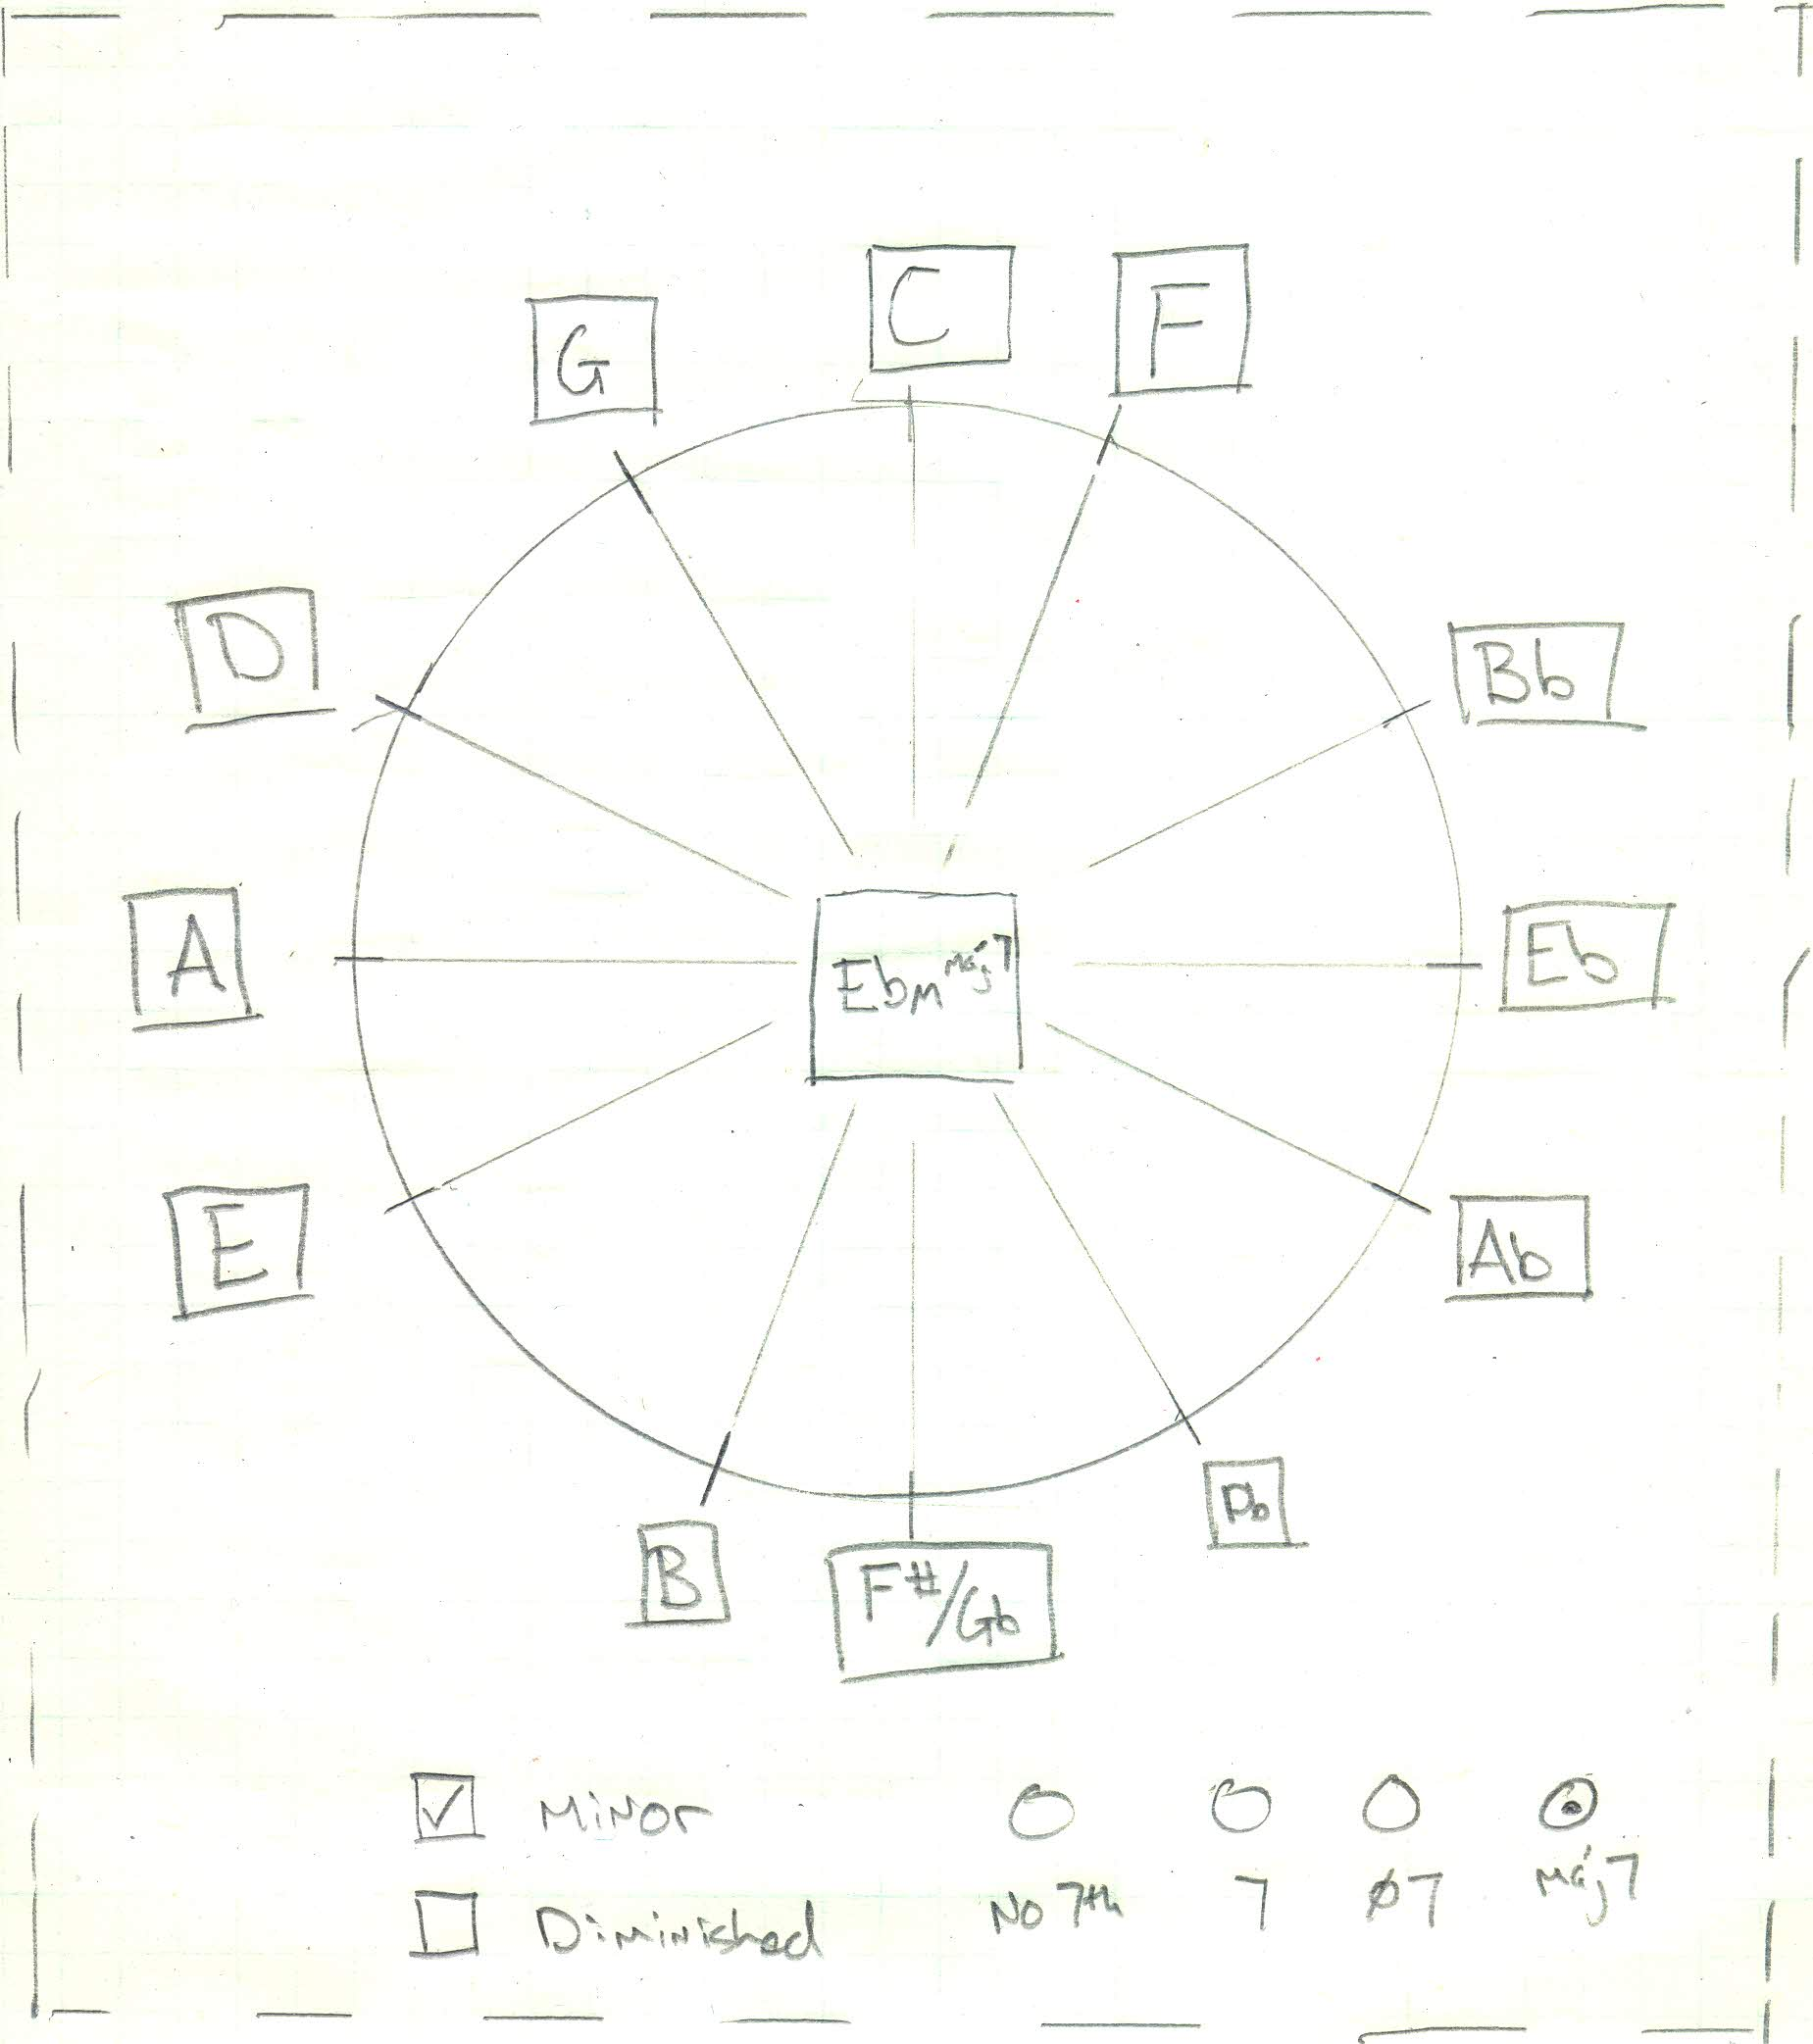 C
F
G
D
Bb
A
Ebm Maj7
Eb
E
Ab
Db
B
F#/Gb
✓ Minor
No 7th 7 ø7 Maj7
Diminished